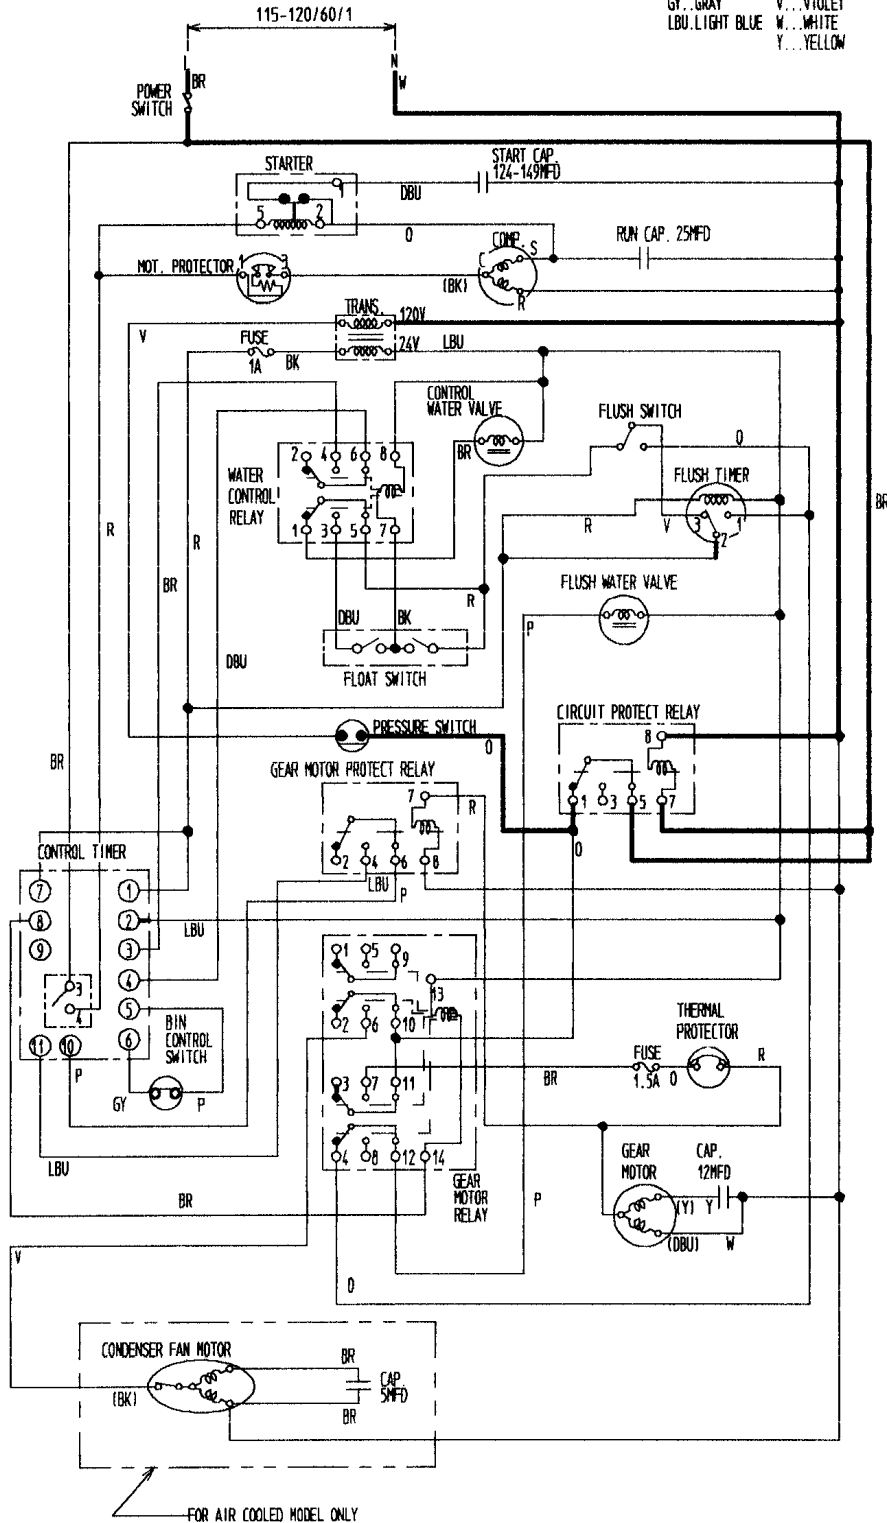 115-120/60/1
GY..GRAY V...VIOLET
LBU.LIGHT BLUE W...WHITE
Y...YELLOW
L
N
BR
W
POWER
SWITCH
STARTER
START CAP.
124-149MFD
1
DBU
5 2
O
COMP. S
RUN CAP. 25MFD
MOT. PROTECTOR
1 3
C
(BK)
R
TRANS.
120V
V
FUSE
1A
BK
24V
LBU
CONTROL
WATER VALVE
FLUSH SWITCH
O
BR
2 4 6 8
WATER
CONTROL
RELAY
FLUSH TIMER
BR
R
R
R
V
3 1
2
1 3 5 7
BR
FLUSH WATER VALVE
R
DBU
BK
P
DBU
FLOAT SWITCH
CIRCUIT PROTECT RELAY
PRESSURE SWITCH
O
8
BR
GEAR MOTOR PROTECT RELAY
7
R
1 3 5 7
O
CONTROL TIMER
2 4 6 8
LBU
P
7 1
8 2
LBU
9 3
1 5 9
4
3
13
5
4
2 6 10
BIN
CONTROL
SWITCH
THERMAL
PROTECTOR
6
11 10
P
FUSE
1.5A
O
R
3 7 11
BR
GY
P
4 8 12 14
LBU
GEAR
MOTOR
CAP.
12MFD
GEAR
MOTOR
RELAY
BR
P
(Y) Y
(DBU)
W
V
O
CONDENSER FAN MOTOR
BR
CAP.
5MFD
(BK)
BR
FOR AIR COOLED MODEL ONLY